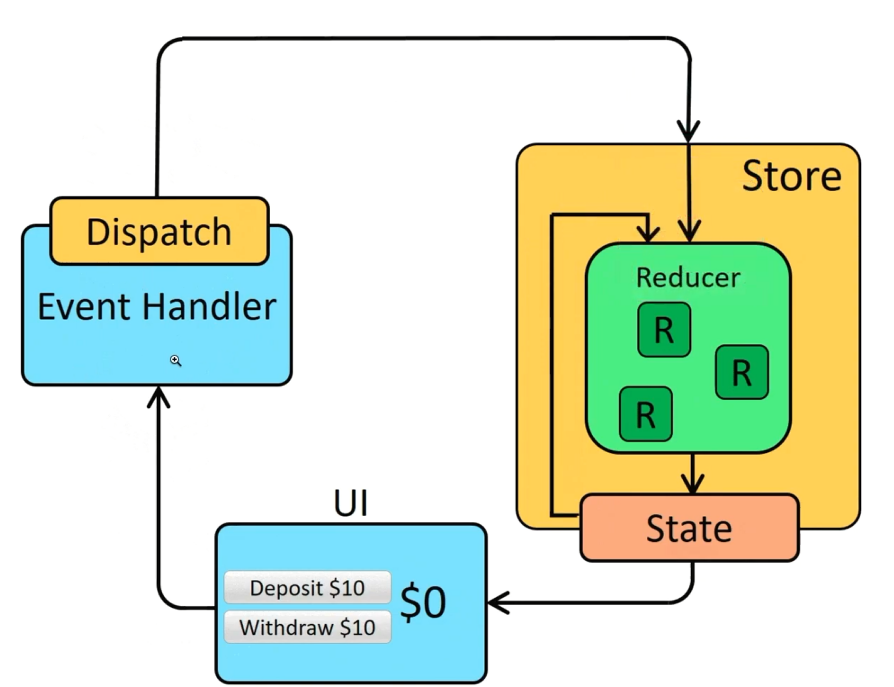 Store
Dispatch
Event Handler
Reducer
R
R
R
State
UI
Deposit $10
$0
Withdraw $10